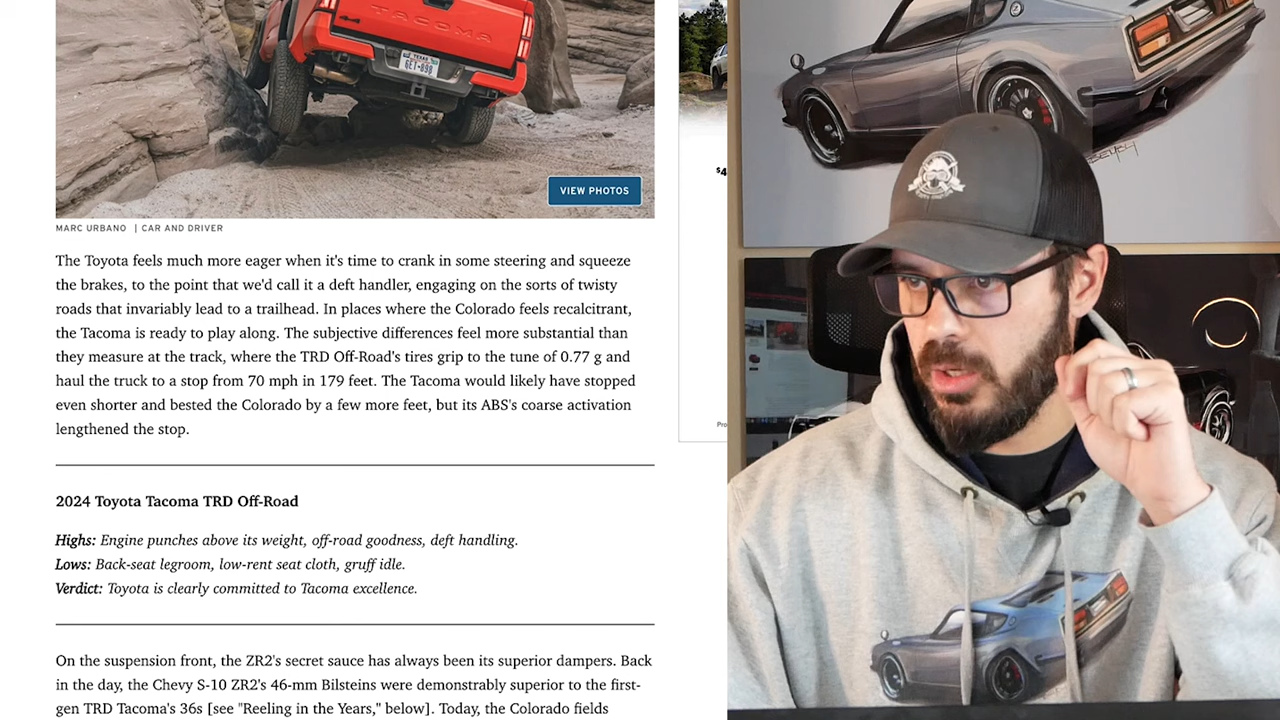 TACOMA
TEXAS
GET-898
VIEW PHOTOS
MARC URBANO | CAR AND DRIVER
The Toyota feels much more eager when it's time to crank in some steering and squeeze
the brakes, to the point that we'd call it a deft handler, engaging on the sorts of twisty
roads that invariably lead to a trailhead. In places where the Colorado feels recalcitrant,
the Tacoma is ready to play along. The subjective differences feel more substantial than
they measure at the track, where the TRD Off-Road's tires grip to the tune of 0.77 g and
haul the truck to a stop from 70 mph in 179 feet. The Tacoma would likely have stopped
even shorter and bested the Colorado by a few more feet, but its ABS's coarse activation
lengthened the stop.
2024 Toyota Tacoma TRD Off-Road
Highs: Engine punches above its weight, off-road goodness, deft handling.
Lows: Back-seat legroom, low-rent seat cloth, gruff idle.
Verdict: Toyota is clearly committed to Tacoma excellence.
On the suspension front, the ZR2's secret sauce has always been its superior dampers. Back
in the day, the Chevy S-10 ZR2's 46-mm Bilsteins were demonstrably superior to the first-
gen TRD Tacoma's 36s [see "Reeling in the Years," below]. Today, the Colorado fields
$4
Pro